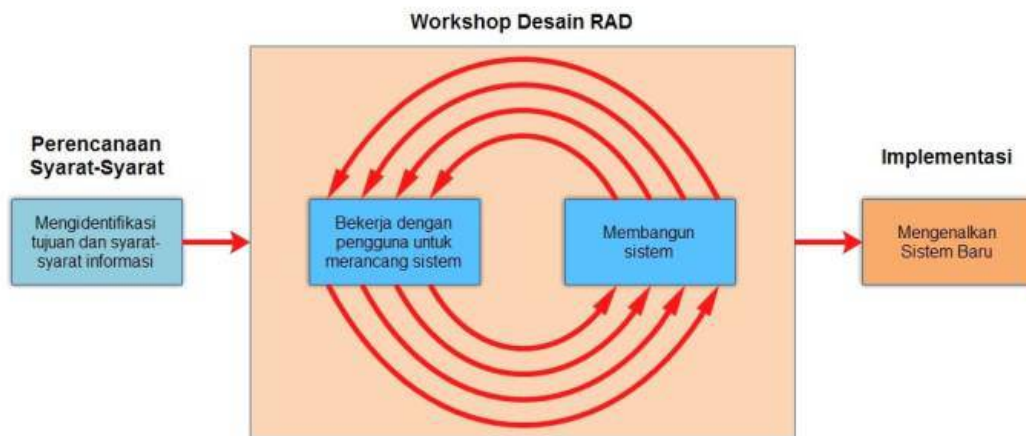 Workshop Desain RAD
Perencanaan
Syarat-Syarat
Mengidentifikasi
tujuan dan syarat-
syarat informasi
Bekerja dengan
pengguna untuk
merancang sistem
Membangun
sistem
Implementasi
Mengenalkan
Sistem Baru